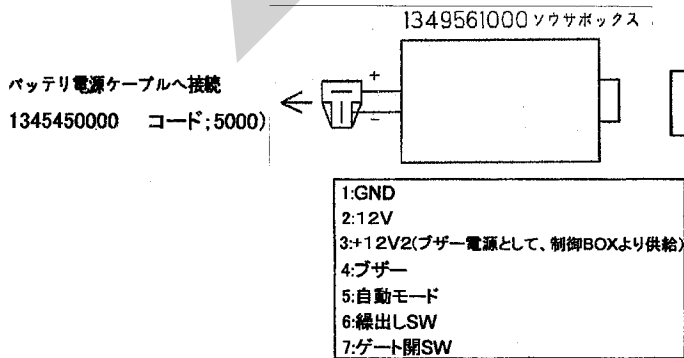 1349561000 ソウサボックス
バッテリ電源ケーブルへ接続
1345450000 コード;5000)
+
−
1:GND
2:12V
3:+12V2(ブザー電源として、制御BOXより供給)
4:ブザー
5:自動モード
6:繰出しSW
7:ゲート開SW